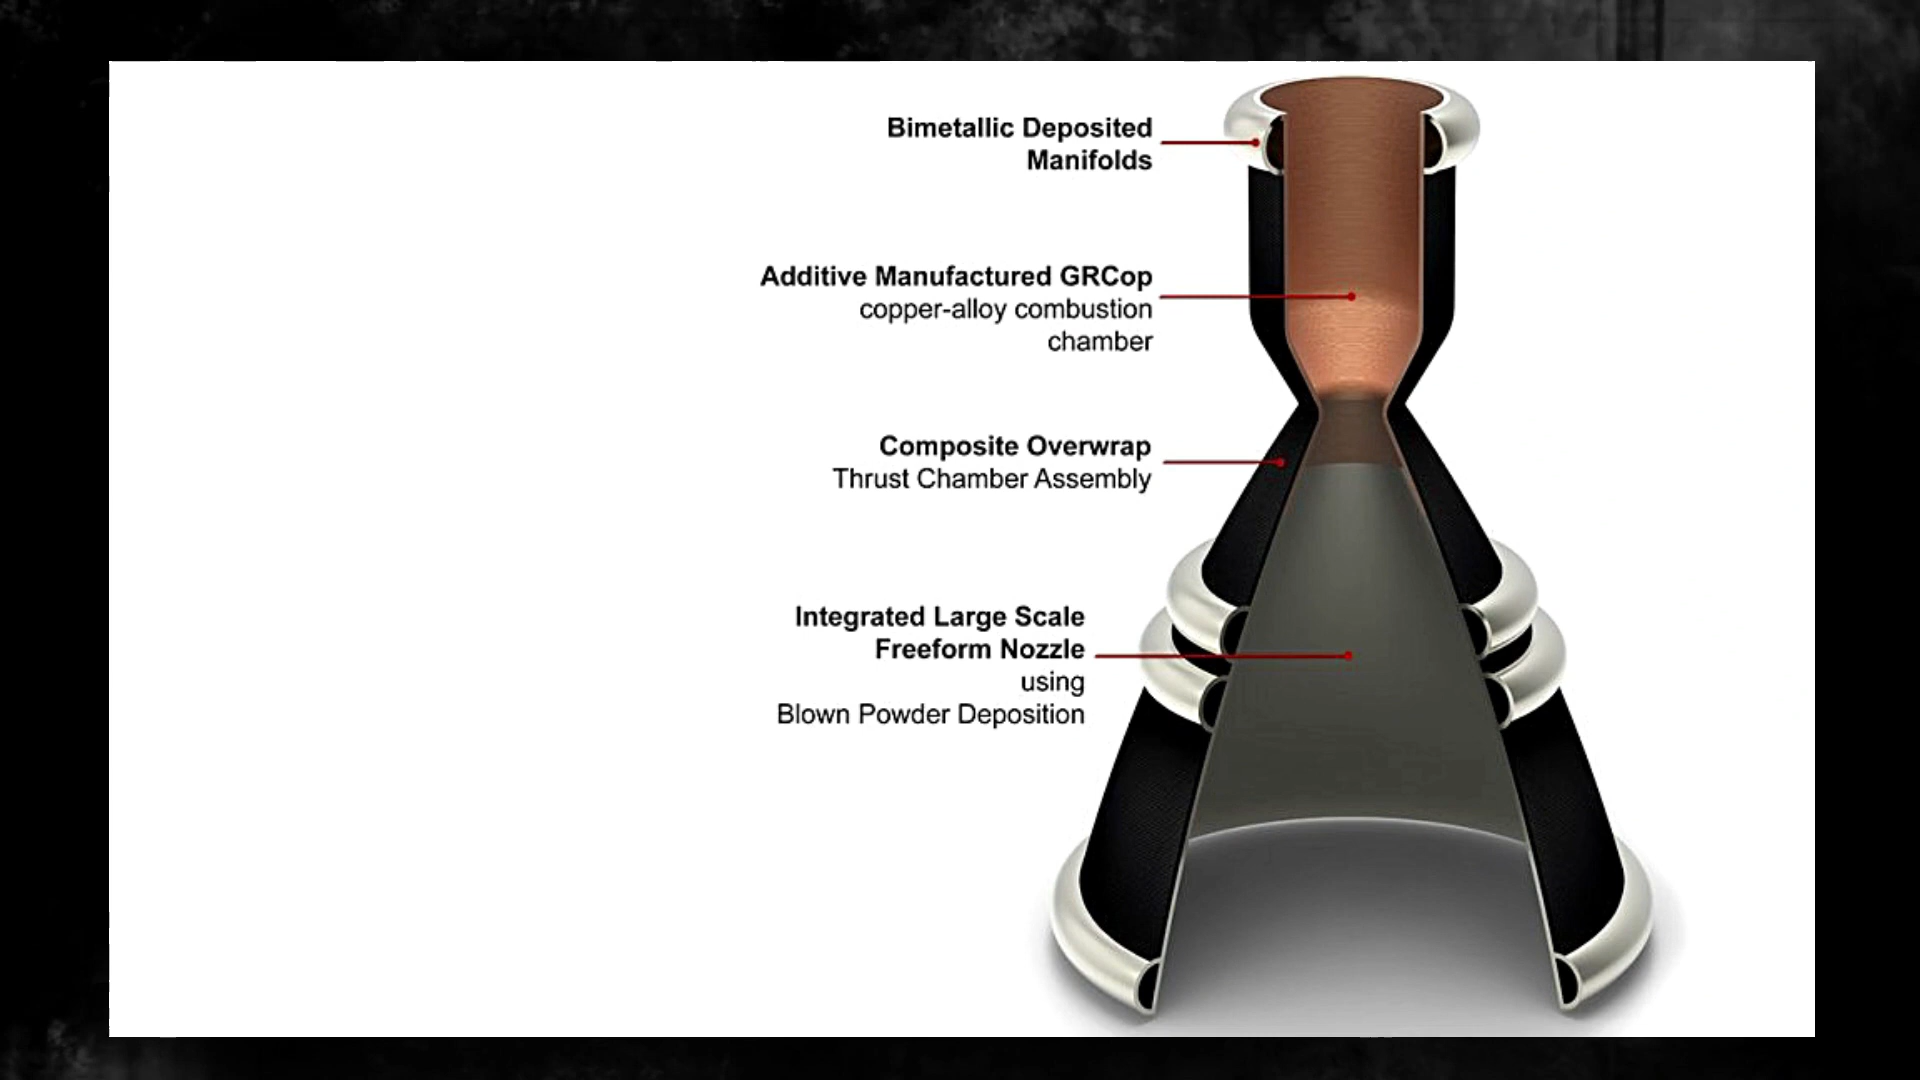 Bimetallic Deposited
Manifolds
Additive Manufactured GRCop
copper-alloy combustion
chamber
Composite Overwrap
Thrust Chamber Assembly
Integrated Large Scale
Freeform Nozzle
using
Blown Powder Deposition